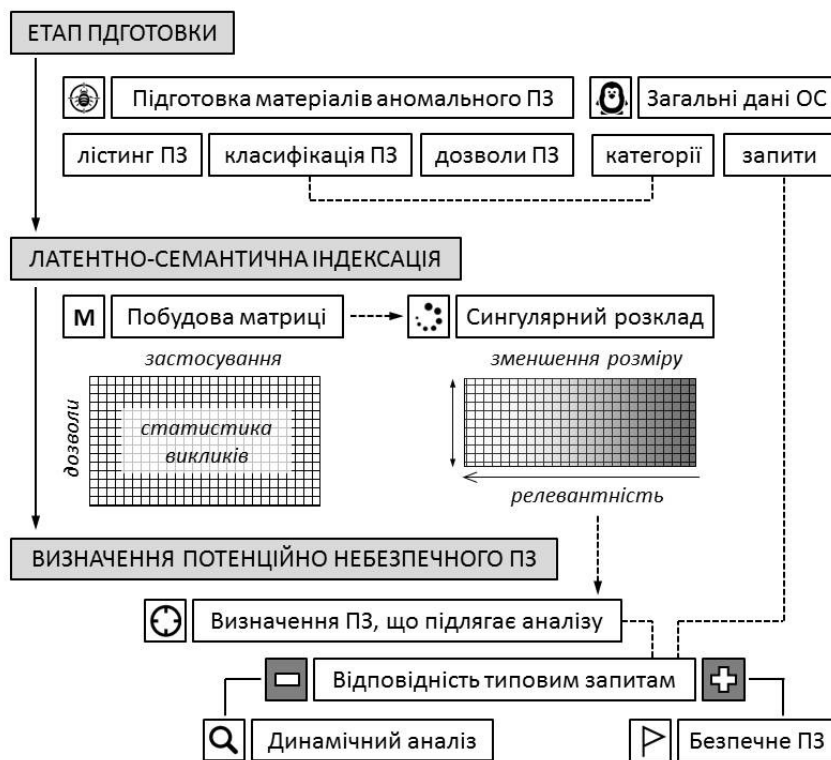 ЕТАП ПДГОТОВКИ
Підготовка матеріалів аномального ПЗ
Загальні дані ОС
лістинг ПЗ
класифікація ПЗ
дозволи ПЗ
категорії
запити
ЛАТЕНТНО-СЕМАНТИЧНА ІНДЕКСАЦІЯ
М
Побудова матриці
Сингулярний розклад
застосування
зменшення розміру
дозволи
статистика
викликів
релевантність
ВИЗНАЧЕННЯ ПОТЕНЦІЙНО НЕБЕЗПЕЧНОГО ПЗ
Визначення ПЗ, що підлягає аналізу
Відповідність типовим запитам
Динамічний аналіз
Безпечне ПЗ